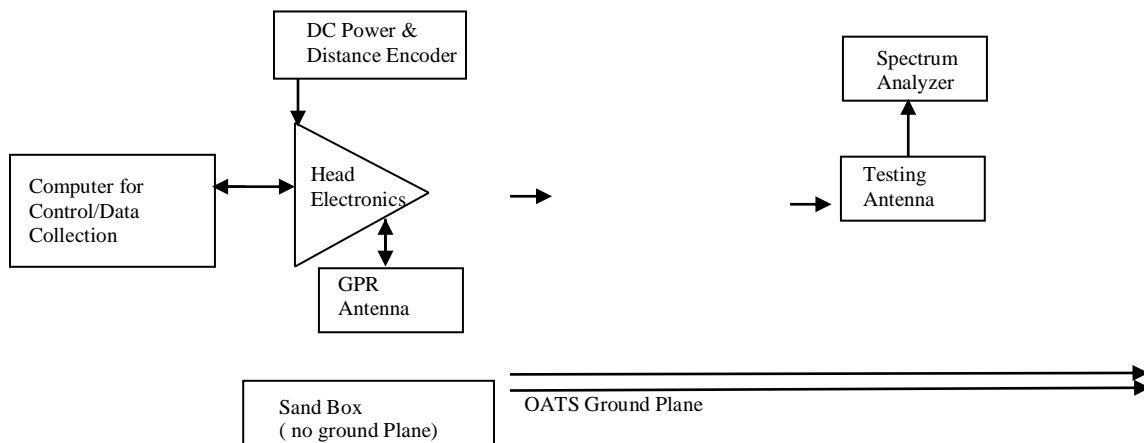 DC Power &
Distance Encoder
Spectrum
Analyzer
Computer for
Control/Data
Collection
Head
Electronics
Testing
Antenna
GPR
Antenna
Sand Box
( no ground Plane)
OATS Ground Plane